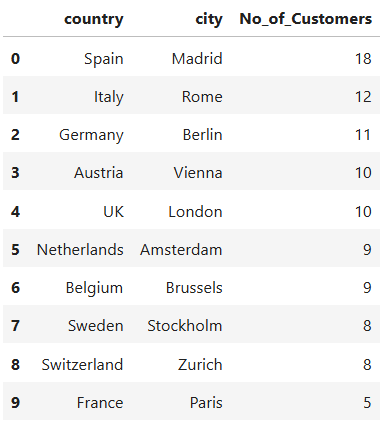 country city No_of_Customers
0 Spain Madrid 18
1 Italy Rome 12
2 Germany Berlin 11
3 Austria Vienna 10
4 UK London 10
5 Netherlands Amsterdam 9
6 Belgium Brussels 9
7 Sweden Stockholm 8
8 Switzerland Zurich 8
9 France Paris 5